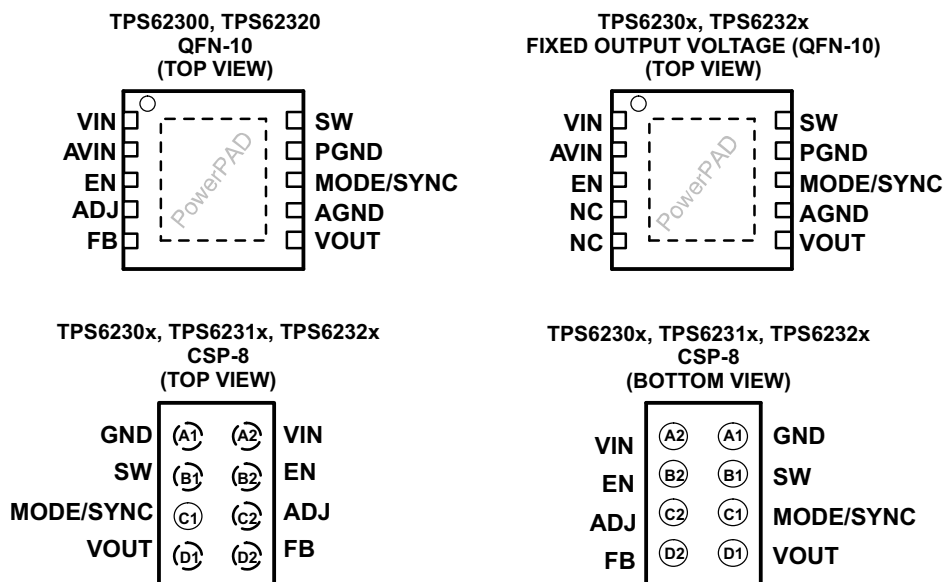 TPS62300, TPS62320
QFN-10
(TOP VIEW)
VIN
AVIN
EN
ADJ
FB
PowerPAD
SW
PGND
MODE/SYNC
AGND
VOUT
TPS6230x, TPS6232x
FIXED OUTPUT VOLTAGE (QFN-10)
(TOP VIEW)
VIN
AVIN
EN
NC
NC
PowerPAD
SW
PGND
MODE/SYNC
AGND
VOUT
TPS6230x, TPS6231x, TPS6232x
CSP-8
(TOP VIEW)
GND A1 A2 VIN
SW B1 B2 EN
MODE/SYNC C1 C2 ADJ
VOUT D1 D2 FB
TPS6230x, TPS6231x, TPS6232x
CSP-8
(BOTTOM VIEW)
VIN A2 A1 GND
EN B2 B1 SW
ADJ C2 C1 MODE/SYNC
FB D2 D1 VOUT